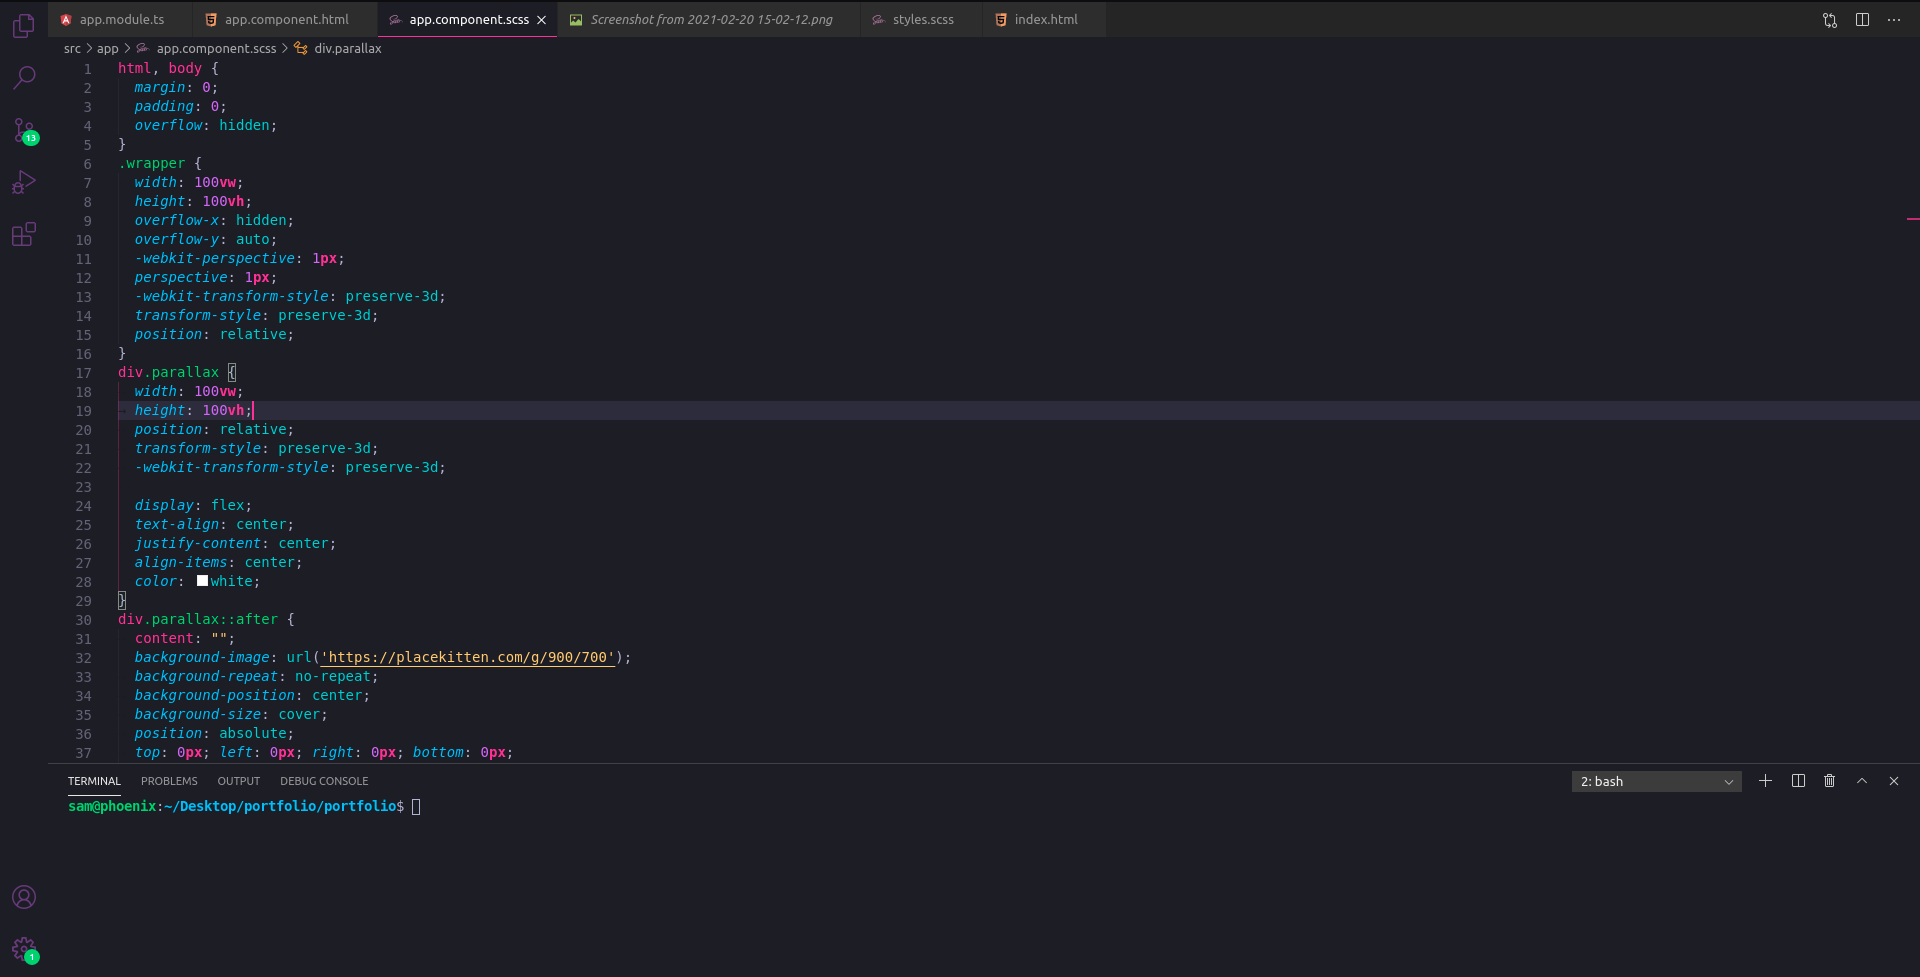 app.module.ts app.component.html app.component.scss Screenshot from 2021-02-20 15-02-12.png styles.scss index.html
src > app > app.component.scss > div.parallax
1 html, body {
2 margin: 0;
3 padding: 0;
4 overflow: hidden;
5 }
6 .wrapper {
7 width: 100vw;
8 height: 100vh;
9 overflow-x: hidden;
10 overflow-y: auto;
11 -webkit-perspective: 1px;
12 perspective: 1px;
13 -webkit-transform-style: preserve-3d;
14 transform-style: preserve-3d;
15 position: relative;
16 }
17 div.parallax {
18 width: 100vw;
19 height: 100vh;
20 position: relative;
21 transform-style: preserve-3d;
22 -webkit-transform-style: preserve-3d;
23
24 display: flex;
25 text-align: center;
26 justify-content: center;
27 align-items: center;
28 color: white;
29 }
30 div.parallax::after {
31 content: "";
32 background-image: url('https://placekitten.com/g/900/700');
33 background-repeat: no-repeat;
34 background-position: center;
35 background-size: cover;
36 position: absolute;
37 top: 0px; left: 0px; right: 0px; bottom: 0px;
13
TERMINAL PROBLEMS OUTPUT DEBUG CONSOLE 2: bash
sam@phoenix:~/Desktop/portfolio/portfolio$
1